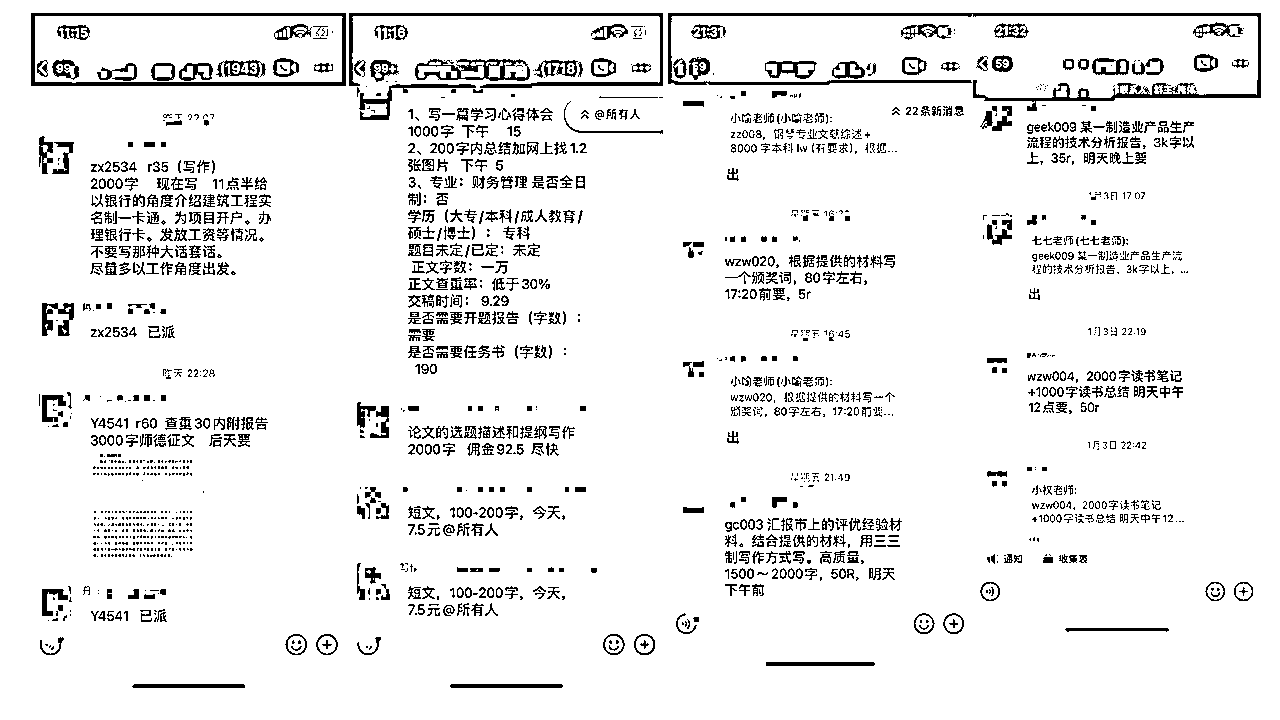 11:15
99
(1943)
22:07
zx2534 r35（写作）
2000字 现在写 11点半给
以银行的角度介绍建筑工程实
名制一卡通。为项目开户。办
理银行卡。发放工资等情况。
不要写那种大话套话。
尽量多以工作角度出发。
zx2534 已派
昨天 22:28
Y4541 r60 查重30内附报告
3000字师德征文 后天要
Y4541 已派
11:16
99
(1718)
@所有人
1、写一篇学习心得体会
1000字 下午 15
2、200字内总结加网上找1.2
张图片 下午 5
3、专业：财务管理 是否全日
制：否
学历（大专/本科/成人教育/
硕士/博士）： 专科
题目未定/已定：未定
正文字数：一万
正文查重率：低于30%
交稿时间： 9.29
是否需要开题报告（字数）：
需要
是否需要任务书（字数）：
190
论文的选题描述和提纲写作
2000字 佣金92.5 尽快
短文，100-200字，今天，
7.5元@所有人
写作
短文，100-200字，今天，
7.5元@所有人
21:31
69
22条新消息
小喻老师(小喻老师):
zz008，钢琴专业文献综述+
8000字本科lw (有要求)，根据...
出
wzw020，根据提供的材料写
一个颁奖词，80字左右，
17:20前要，5r
星期五 16:45
小喻老师(小喻老师):
wzw020，根据提供的材料写一个
颁奖词，80字左右，17:20前要...
出
星期五 21:49
gc003 汇报市上的评优经验材
料。结合提供的材料，用三三
制写作方式写。高质量，
1500～2000字，50R，明天
下午前
21:32
69
geek009 某一制造业产品生产
流程的技术分析报告，3k字以
上，35r，明天晚上要
1月3日 17:07
七七老师(七七老师):
geek009 某一制造业产品生产流
程的技术分析报告，3k字以上，...
出
1月3日 22:19
wzw004，2000字读书笔记
+1000字读书总结 明天中午
12点要，50r
1月3日 22:42
小权老师:
wzw004，2000字读书笔记
+1000字读书总结 明天中午12...
通知 收集表